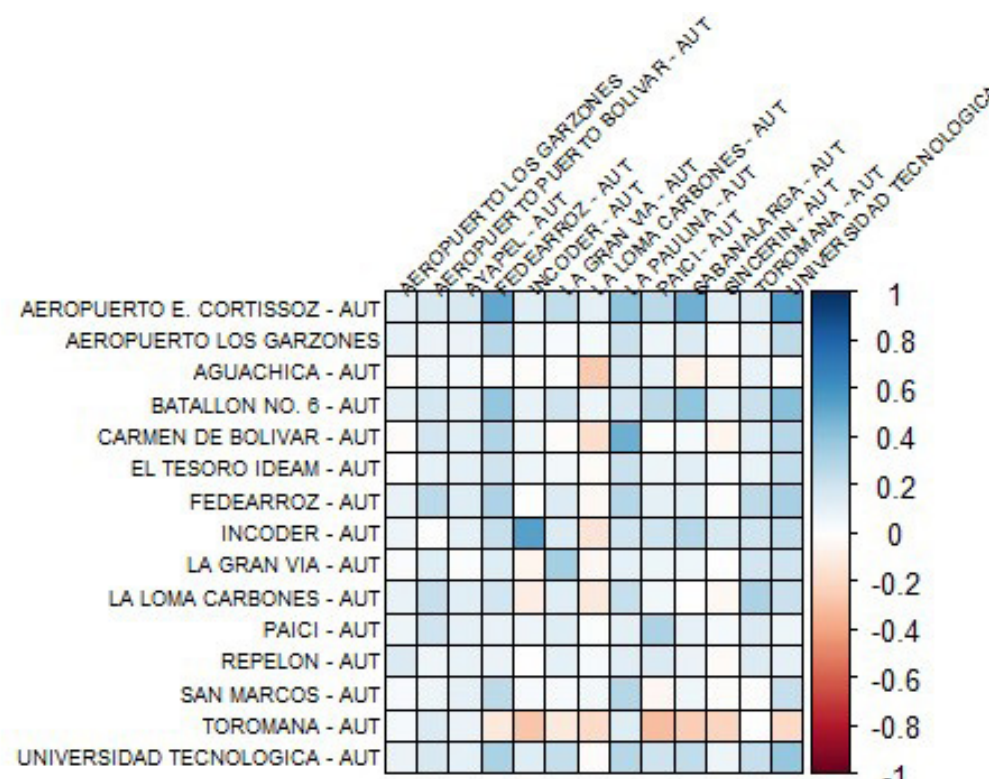 AEROPUERTO LOS GARZONES
AEROPUERTO PUERTO BOLIVAR - AUT
AYAPEL - AUT
FEDEARROZ - AUT
INCODER - AUT
LA GRAN VIA - AUT
LA LOMA CARBONES - AUT
LA PAULINA - AUT
PAICI - AUT
SABANALARGA - AUT
SINCERIN - AUT
TOROMANA - AUT
UNIVERSIDAD TECNOLOGICA
AEROPUERTO E. CORTISSOZ - AUT
AEROPUERTO LOS GARZONES
AGUACHICA - AUT
BATALLON NO. 6 - AUT
CARMEN DE BOLIVAR - AUT
EL TESORO IDEAM - AUT
FEDEARROZ - AUT
INCODER - AUT
LA GRAN VIA - AUT
LA LOMA CARBONES - AUT
PAICI - AUT
REPELON - AUT
SAN MARCOS - AUT
TOROMANA - AUT
UNIVERSIDAD TECNOLOGICA - AUT
1
0.8
0.6
0.4
0.2
0
-0.2
-0.4
-0.6
-0.8
-1